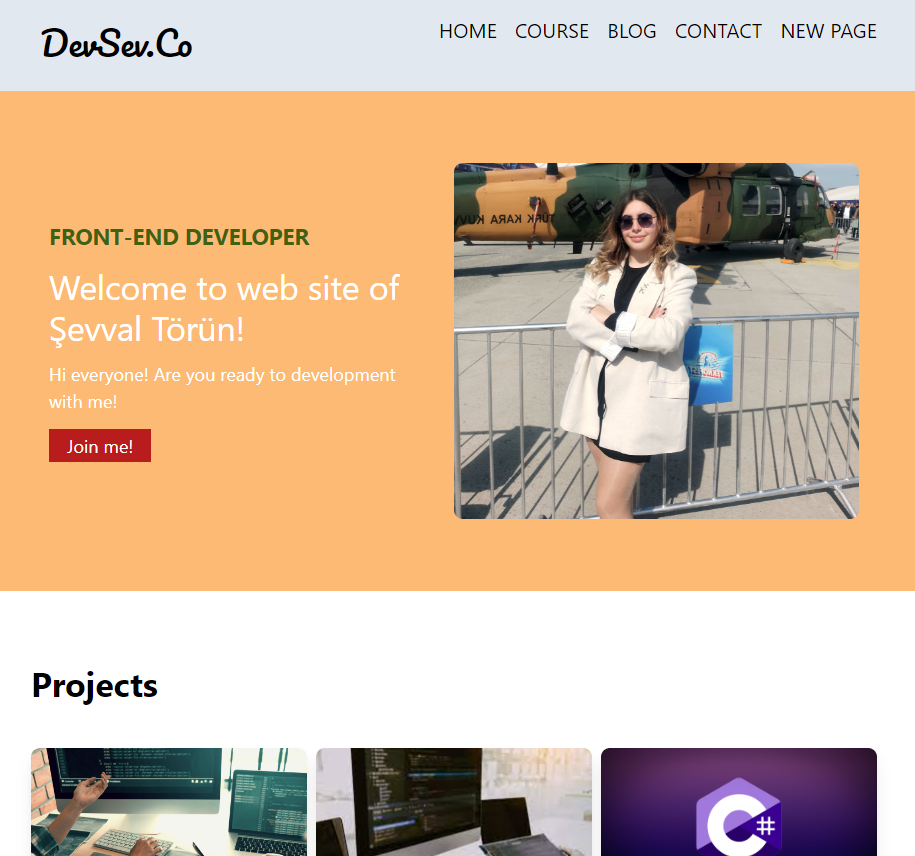 DevSev.Co
HOME COURSE BLOG CONTACT NEW PAGE
FRONT-END DEVELOPER
Welcome to web site of
Şevval Törün!
Hi everyone! Are you ready to development
with me!
Join me!
TÜRK KARA KUV
Projects
C#